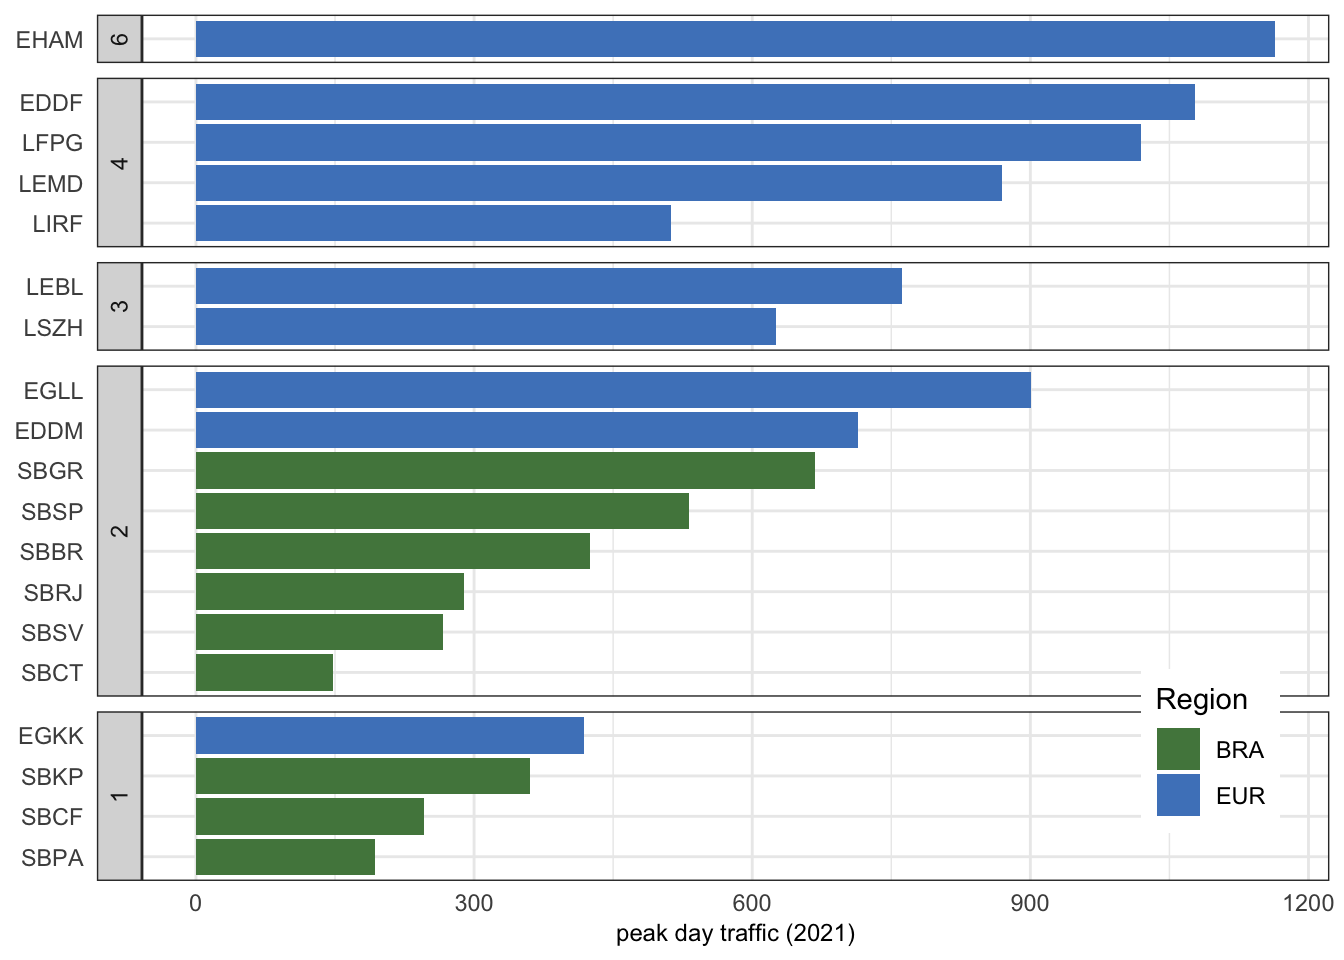 EHAM
6
EDDF
LFPG
LEMD
LIRF
4
LEBL
LSZH
3
EGLL
EDDM
SBGR
SBSP
SBBR
SBRJ
SBSV
SBCT
2
EGKK
SBKP
SBCF
SBPA
1
Region
BRA
EUR
0 300 600 900 1200
peak day traffic (2021)